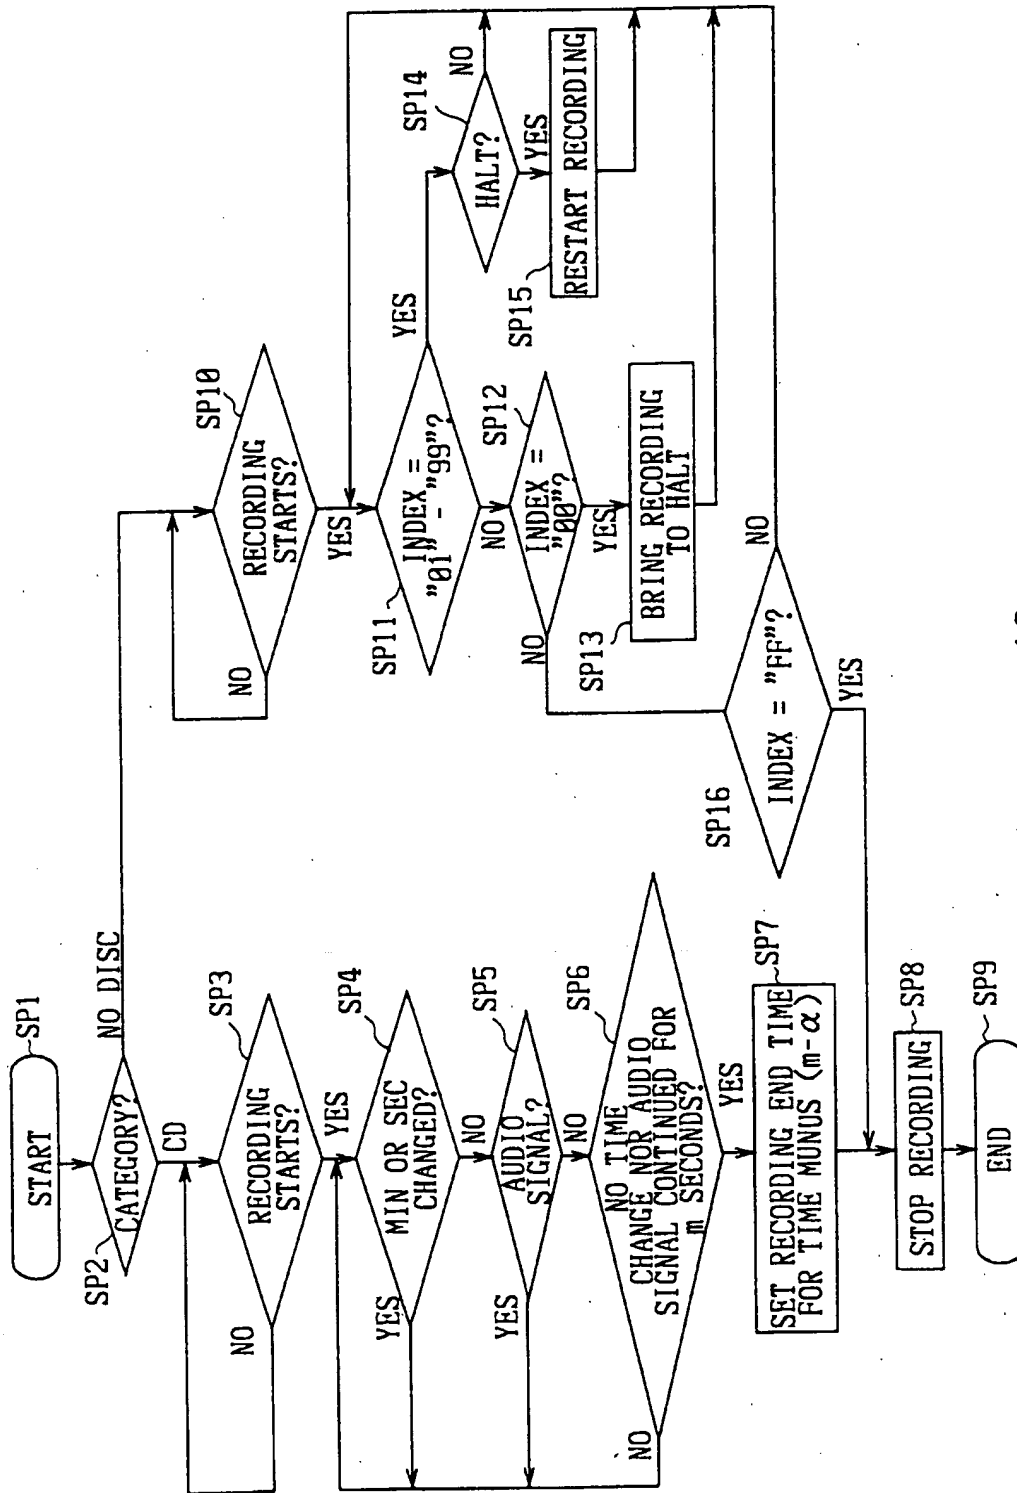 START
SP1
SP2
CATEGORY?
NO DISC
CD
SP3
RECORDING
STARTS?
NO
YES
SP4
MIN OR SEC
CHANGED?
YES
NO
SP5
AUDIO
SIGNAL?
YES
NO
SP6
NO TIME
CHANGE NOR AUDIO
SIGNAL CONTINUED FOR
m SECONDS?
NO
YES
SP7
SET RECORDING END TIME
FOR TIME MUNUS (m-α)
SP8
STOP RECORDING
SP9
END
SP10
RECORDING
STARTS?
NO
YES
SP11
INDEX =
"01" - "99"?
YES
NO
SP12
INDEX =
"00"?
NO
YES
SP13
BRING RECORDING
TO HALT
SP14
HALT?
NO
YES
SP15
RESTART RECORDING
SP16
INDEX = "FF"?
NO
YES